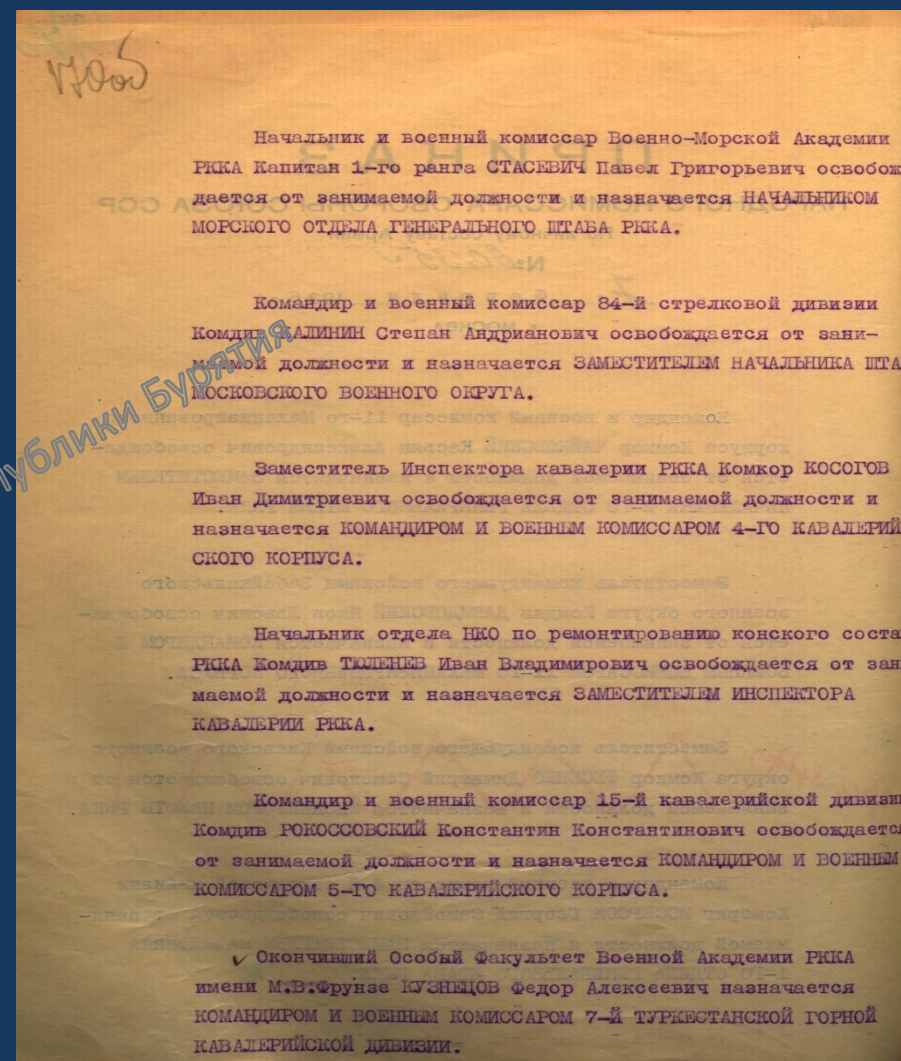 170об
Начальник и военный комиссар Военно-Морской Академии
РККА Капитан 1-го ранга СТАСЕВИЧ Павел Григорьевич освобож
дается от занимаемой должности и назначается НАЧАЛЬНИКОМ
МОРСКОГО ОТДЕЛА ГЕНЕРАЛЬНОГО ШТАБА РККА.
Командир и военный комиссар 84-й стрелковой дивизии
Комдив КАЛИНИН Степан Андрианович освобождается от зани-
маемой должности и назначается ЗАМЕСТИТЕЛЕМ НАЧАЛЬНИКА ШТА
МОСКОВСКОГО ВОЕННОГО ОКРУГА.
публики Бурятия
Заместитель Инспектора кавалерии РККА Комкор КОСОГОВ
Иван Димитриевич освобождается от занимаемой должности и
назначается КОМАНДИРОМ И ВОЕННЫМ КОМИССАРОМ 4-ГО КАВАЛЕРИЙ
СКОГО КОРПУСА.
Начальник отдела НКО по ремонтированию конского соста
РККА Комдив ТЮЛЕНЕВ Иван Владимирович освобождается от зан
маемой должности и назначается ЗАМЕСТИТЕЛЕМ ИНСПЕКТОРА
КАВАЛЕРИИ РККА.
Командир и военный комиссар 15-й кавалерийской дивизи
Комдив РОКОССОВСКИЙ Константин Константинович освобождаетс
от занимаемой должности и назначается КОМАНДИРОМ И ВОЕННЫМ
КОМИССАРОМ 5-ГО КАВАЛЕРИЙСКОГО КОРПУСА.
Окончивший Особый Факультет Военной Академии РККА
имени М.В.Фрунзе КУЗНЕЦОВ Федор Алексеевич назначается
КОМАНДИРОМ И ВОЕННЫМ КОМИССАРОМ 7-Й ТУРКЕСТАНСКОЙ ГОРНОЙ
КАВАЛЕРИЙСКОЙ ДИВИЗИИ.